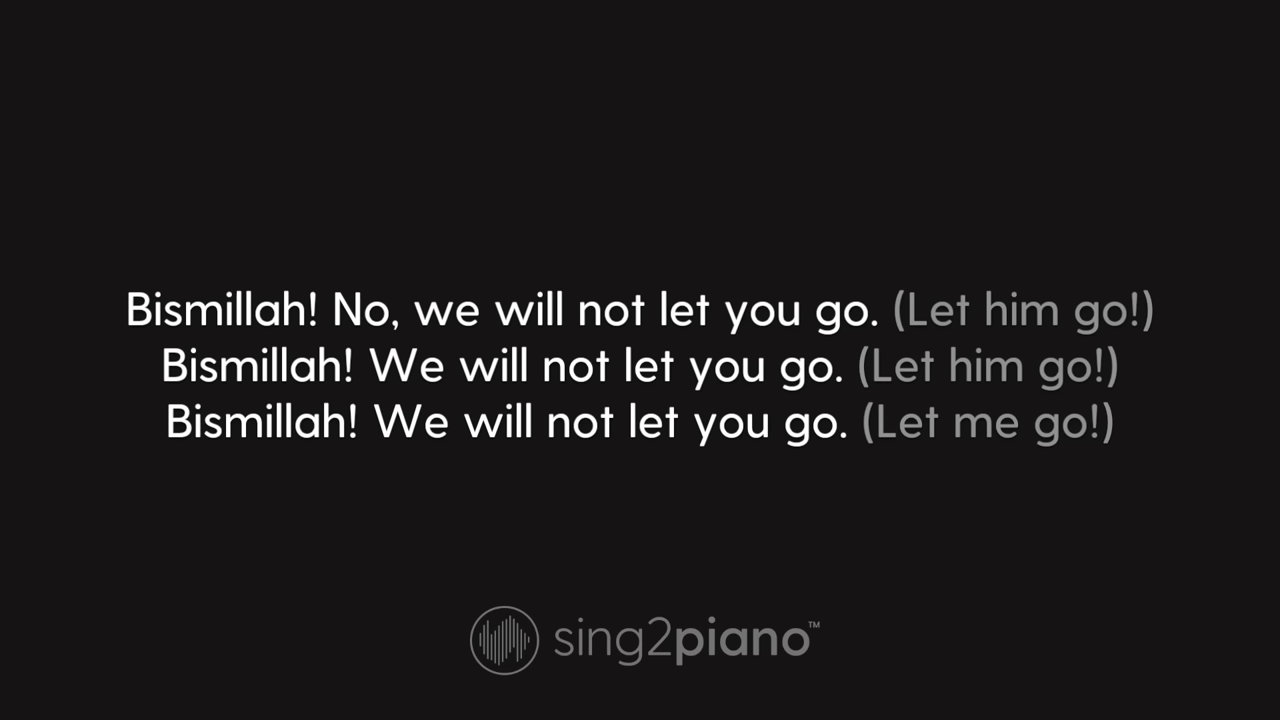 Bismillah! No, we will not let you go. (Let him go!)
Bismillah! We will not let you go. (Let him go!)
Bismillah! We will not let you go. (Let me go!)
sing2piano™